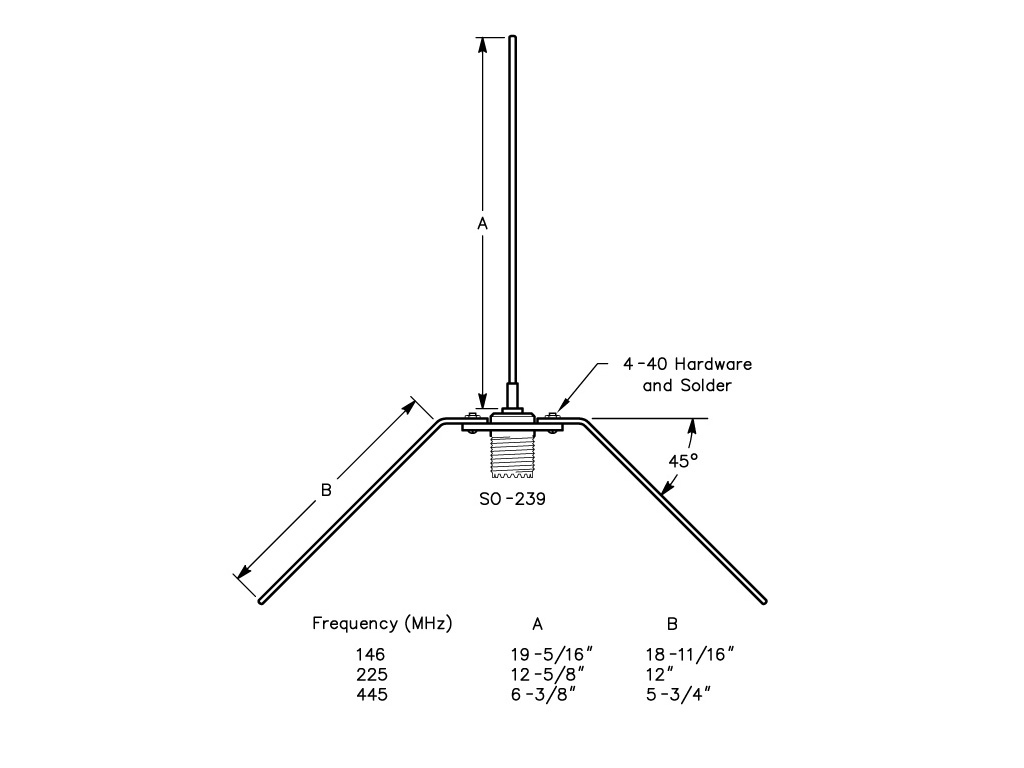 A
4-40 Hardware
and Solder
45°
B
SO-239
Frequency (MHz) A B
146 19-5/16" 18-11/16"
225 12-5/8" 12"
445 6-3/8" 5-3/4"